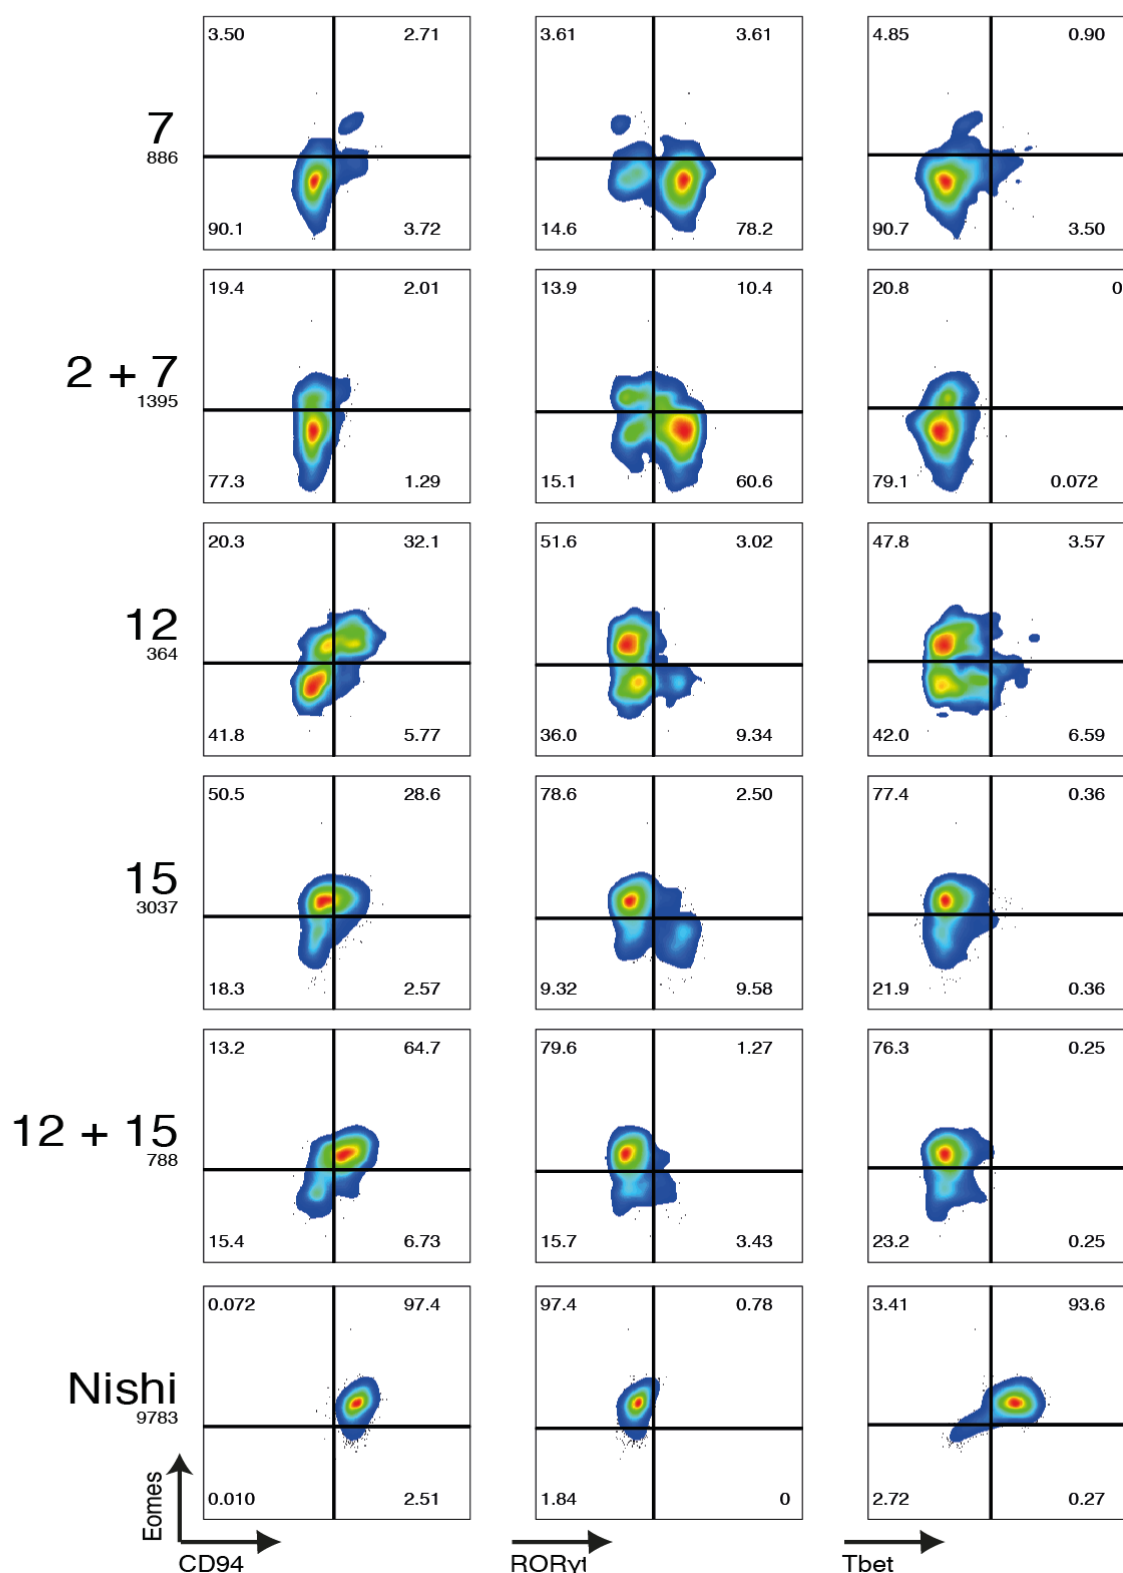 3.50 2.71 3.61 3.61 4.85 0.90
7
886
90.1 3.72 14.6 78.2 90.7 3.50
19.4 2.01 13.9 10.4 20.8 0
2 + 7
1395
77.3 1.29 15.1 60.6 79.1 0.072
20.3 32.1 51.6 3.02 47.8 3.57
12
364
41.8 5.77 36.0 9.34 42.0 6.59
50.5 28.6 78.6 2.50 77.4 0.36
15
3037
18.3 2.57 9.32 9.58 21.9 0.36
13.2 64.7 79.6 1.27 76.3 0.25
12 + 15
788
15.4 6.73 15.7 3.43 23.2 0.25
0.072 97.4 97.4 0.78 3.41 93.6
Nishi
9783
0.010 2.51 1.84 0 2.72 0.27
Eomes
CD94 RORγt Tbet